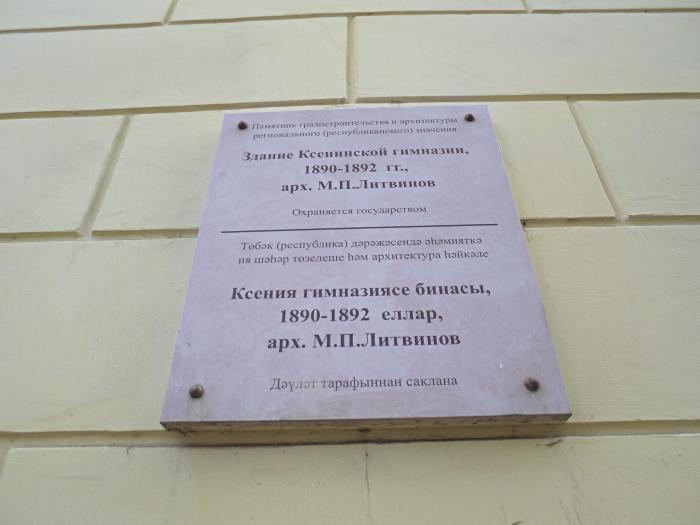 Памятник градостроительства и архитектуры
регионального (республиканского) значения
Здание Ксенинской гимназии,
1890-1892 гг.,
арх. М.П.Литвинов
Охраняется государством
Төбәк (республика) дәрәҗәсендә әһәмияткә
ия шәһәр төзелеше һәм архитектура һәйкәле
Ксения гимназиясе бинасы,
1890-1892 еллар,
арх. М.П.Литвинов
Дәүләт тарафыннан саклана